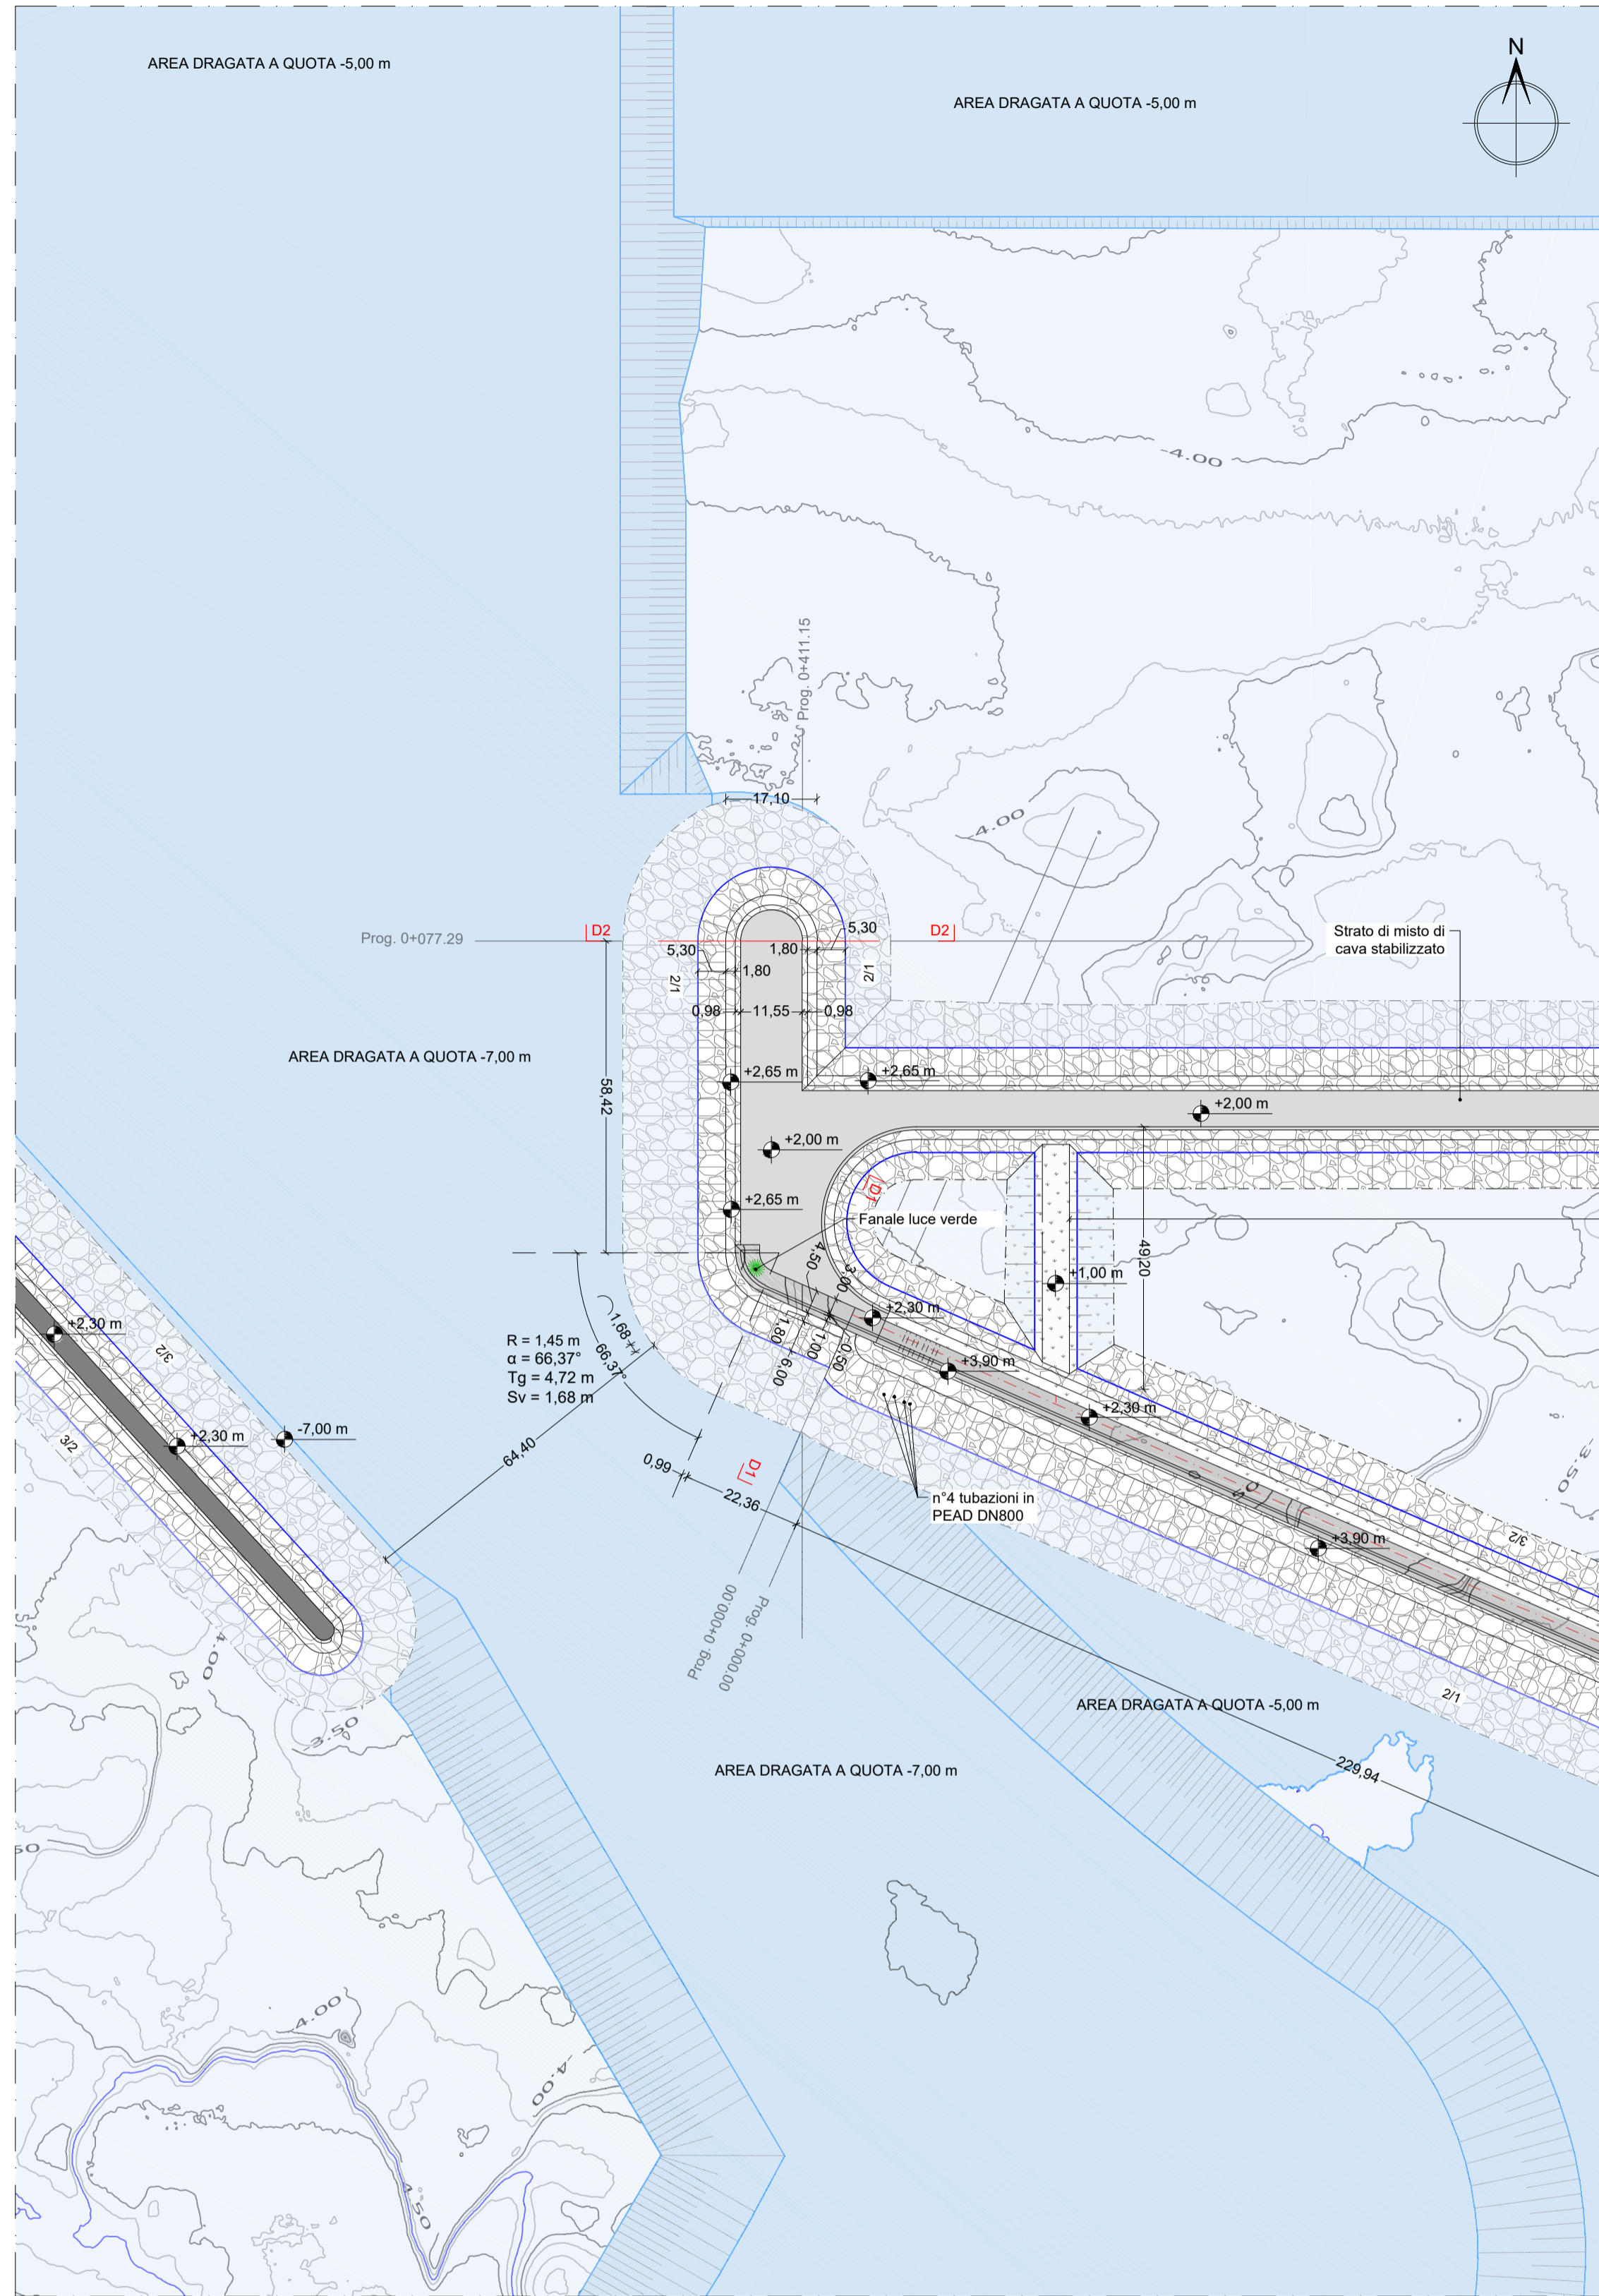 AREA DRAGATA A QUOTA -5,00 m
N
AREA DRAGATA A QUOTA -5,00 m
-4.00
Prog. 0+411.15
17,10
-4.00
D2
5,30
D2
Strato di misto di
cava stabilizzato
Prog. 0+077.29
5,30
1,80
1,80
2/1
2/1
0,98
11,55
0,98
AREA DRAGATA A QUOTA -7,00 m
+2,65 m
+2,65 m
58,42
+2,00 m
+2,00 m
D1
+2,65 m
Fanale luce verde
4,50
49,20
3,00
+1,00 m
+2,30 m
+2,30 m
1,68
R = 1,45 m
α = 66,37°
Tg = 4,72 m
Sv = 1,68 m
66,37°
1,80
1,00
0,50
6,00
3/2
+3,90 m
+2,30 m
3/2
+2,30 m
-7,00 m
64,40
0,99
D1
22,36
n°4 tubazioni in
PEAD DN800
-3.50
3/2
+3,90 m
Prog. 0+000.00
Prog. 0+000.00
4.00
-3.50
2/1
AREA DRAGATA A QUOTA -5,00 m
AREA DRAGATA A QUOTA -7,00 m
229,94
50
-4.00
-4.00
4.50